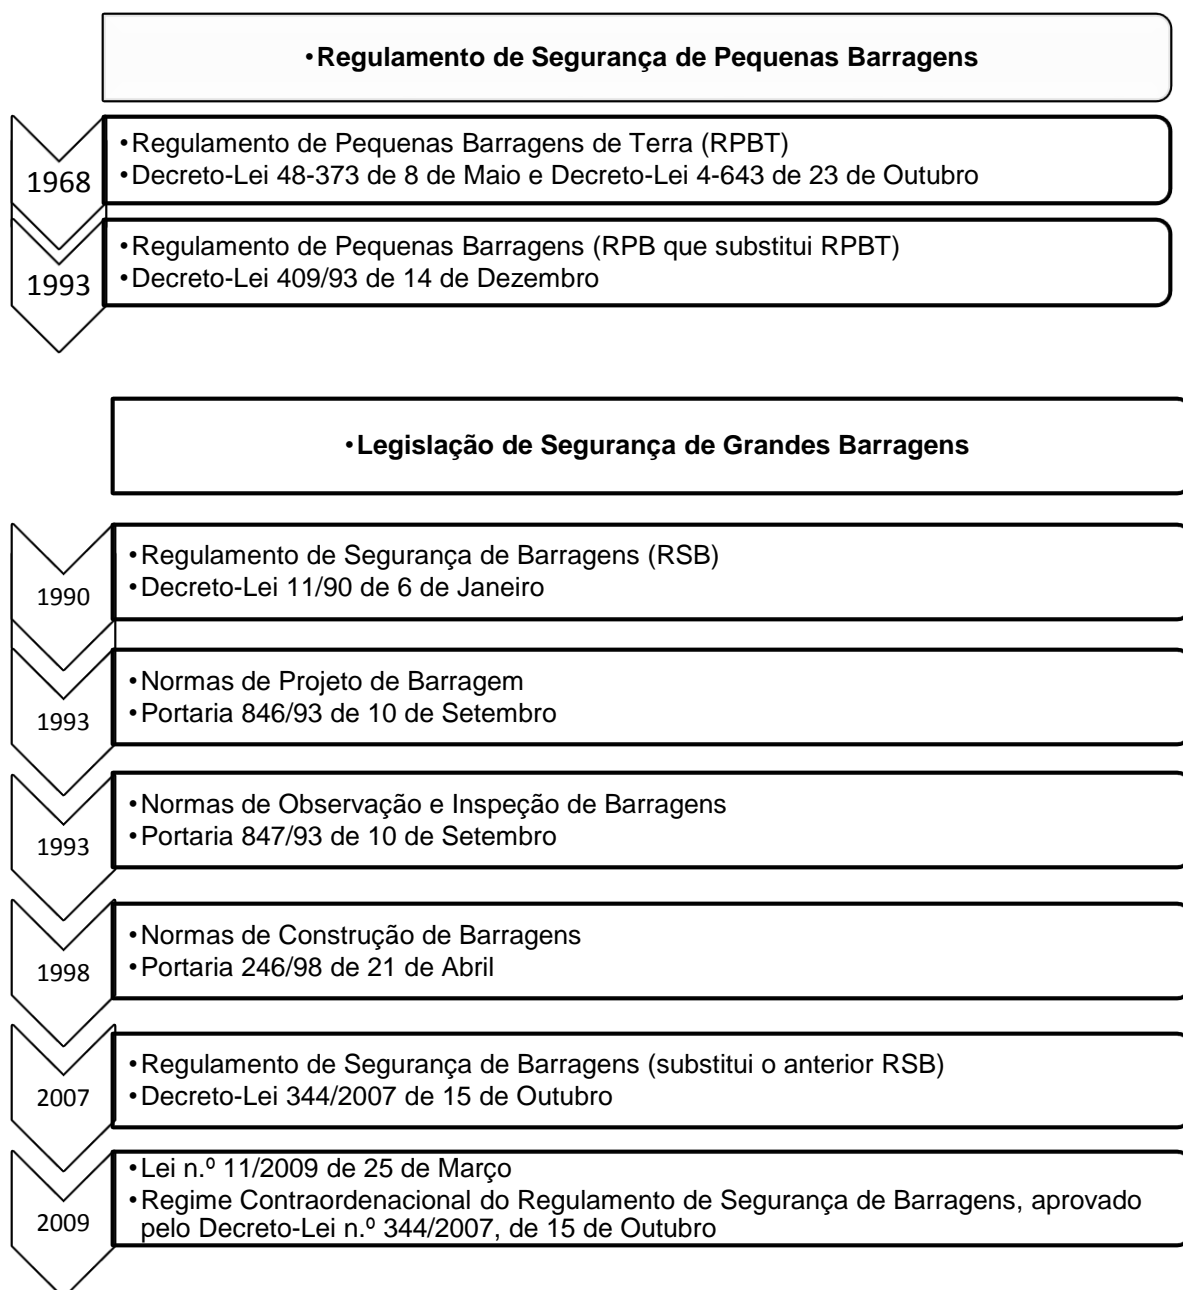 •Regulamento de Segurança de Pequenas Barragens
1968
•Regulamento de Pequenas Barragens de Terra (RPBT)
•Decreto-Lei 48-373 de 8 de Maio e Decreto-Lei 4-643 de 23 de Outubro
1993
•Regulamento de Pequenas Barragens (RPB que substitui RPBT)
•Decreto-Lei 409/93 de 14 de Dezembro
•Legislação de Segurança de Grandes Barragens
1990
•Regulamento de Segurança de Barragens (RSB)
•Decreto-Lei 11/90 de 6 de Janeiro
1993
•Normas de Projeto de Barragem
•Portaria 846/93 de 10 de Setembro
1993
•Normas de Observação e Inspeção de Barragens
•Portaria 847/93 de 10 de Setembro
1998
•Normas de Construção de Barragens
•Portaria 246/98 de 21 de Abril
2007
•Regulamento de Segurança de Barragens (substitui o anterior RSB)
•Decreto-Lei 344/2007 de 15 de Outubro
2009
•Lei n.º 11/2009 de 25 de Março
•Regime Contraordenacional do Regulamento de Segurança de Barragens, aprovado
pelo Decreto-Lei n.º 344/2007, de 15 de Outubro